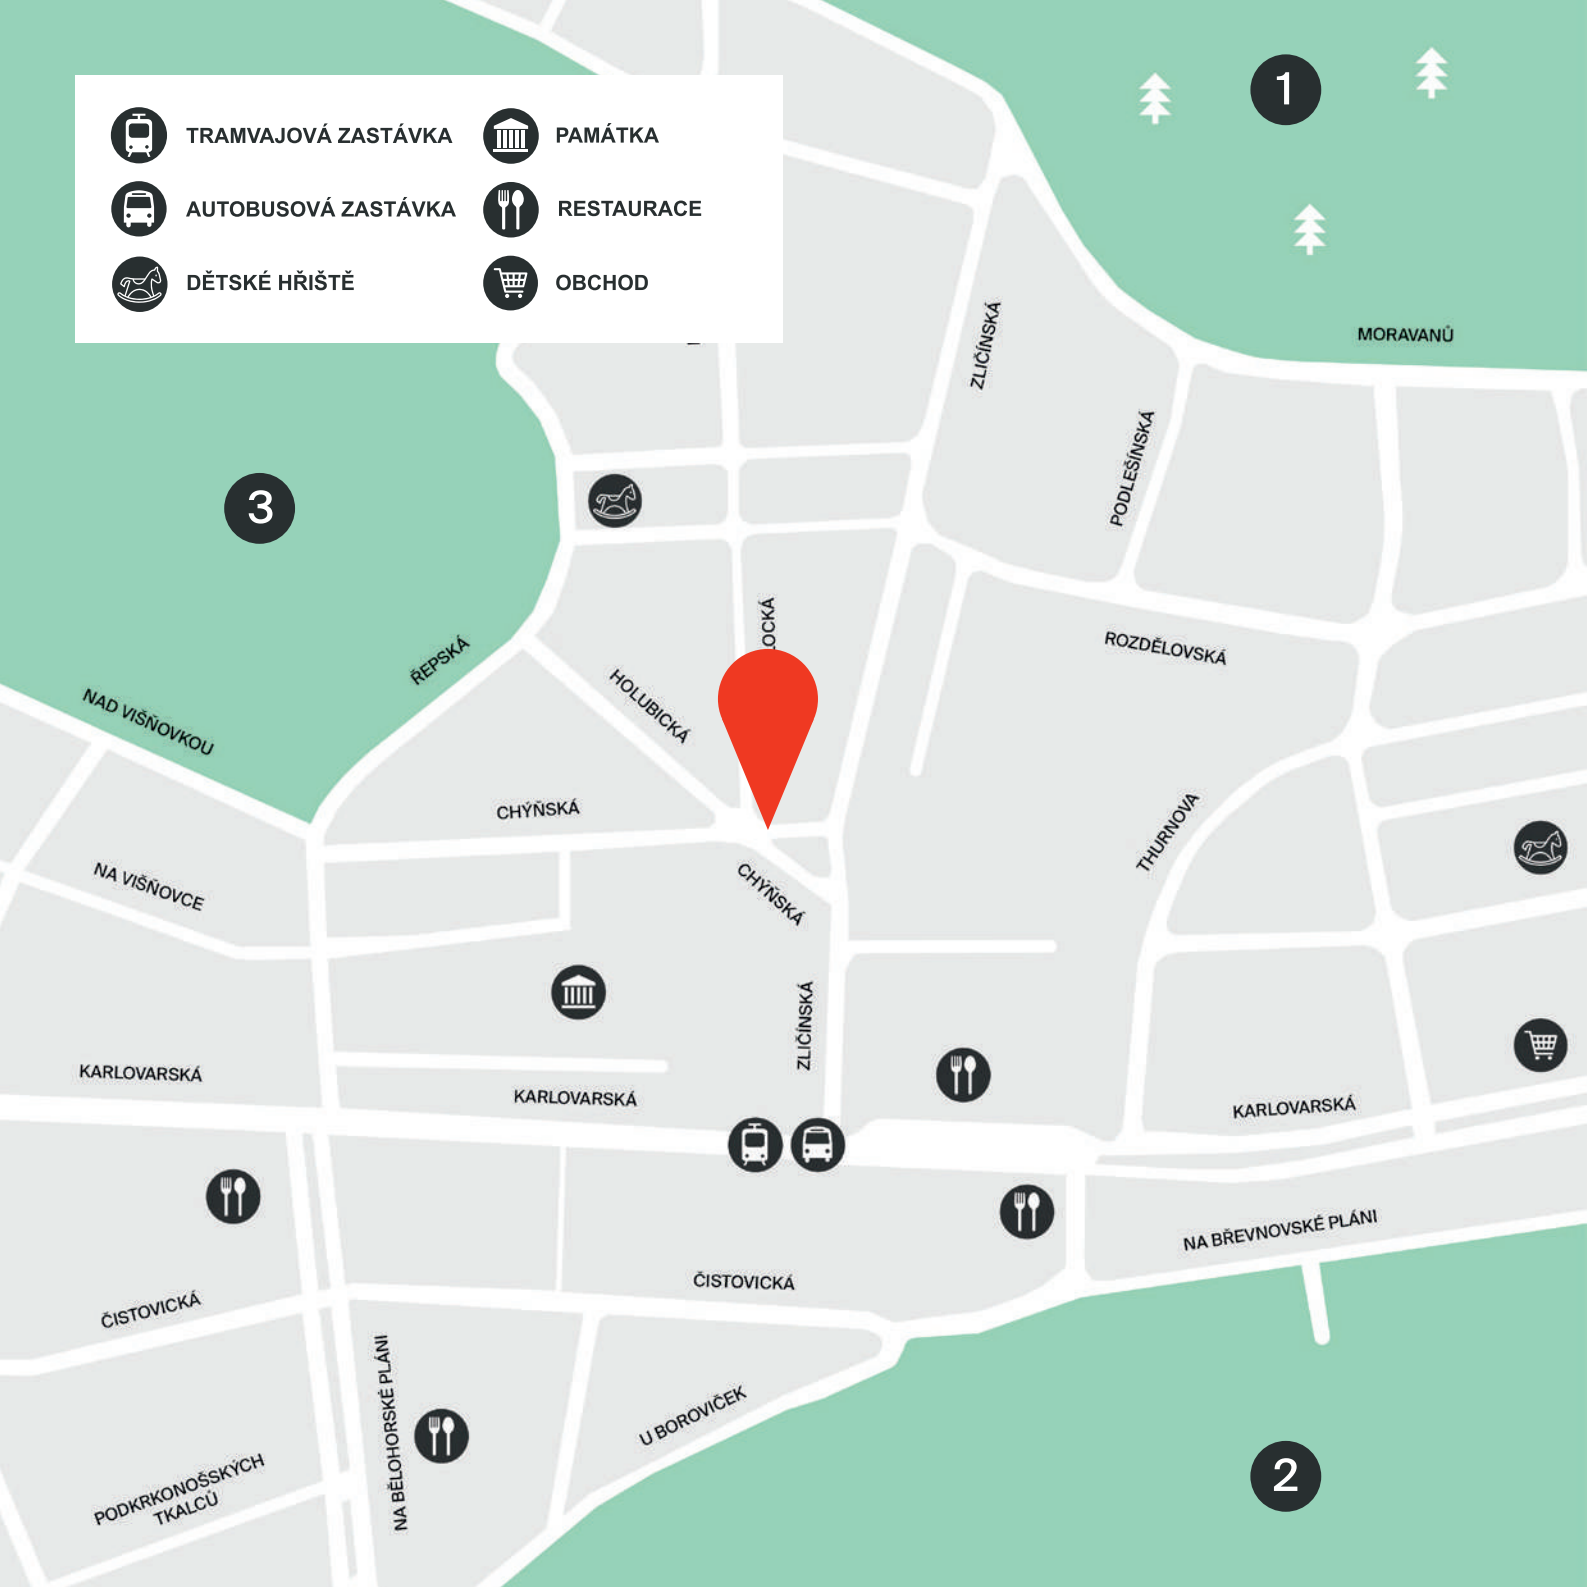 TRAMVAJOVÁ ZASTÁVKA
PAMÁTKA
AUTOBUSOVÁ ZASTÁVKA
RESTAURACE
DĚTSKÉ HŘIŠTĚ
OBCHOD
1
MORAVANŮ
ZLIČÍNSKÁ
PODLEŠÍNSKÁ
3
ROZDĚLOVSKÁ
ŘEPSKÁ
HOLUBICKÁ
NAD VIŠŇOVKOU
CHÝŇSKÁ
THURNOVA
NA VIŠŇOVCE
CHÝŇSKÁ
ZLIČÍNSKÁ
KARLOVARSKÁ
KARLOVARSKÁ
KARLOVARSKÁ
NA BŘEVNOVSKÉ PLÁNI
ČISTOVICKÁ
ČISTOVICKÁ
NA BĚLOHORSKÉ PLÁNI
U BOROVIČEK
PODKRKONOŠSKÝCH
TKALCŮ
2